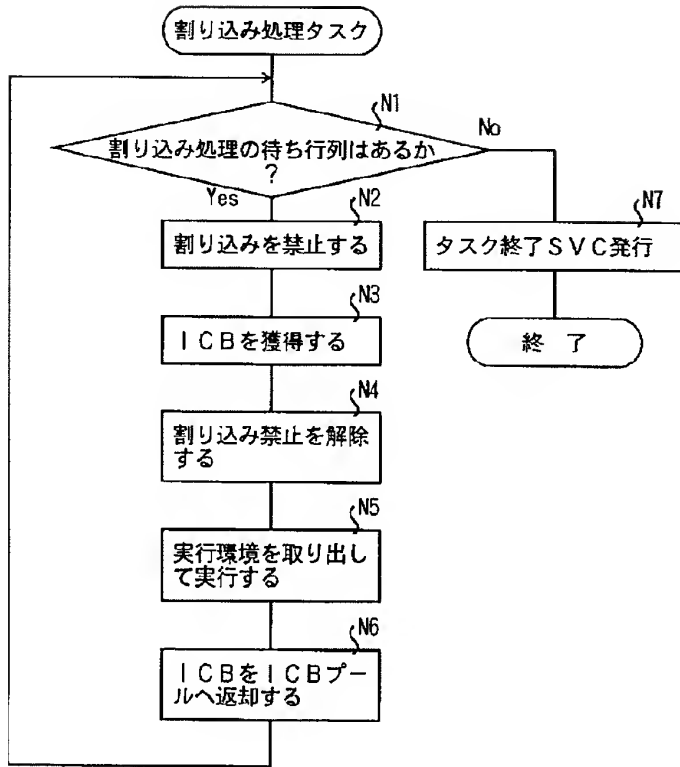 割り込み処理タスク
N1
割り込み処理の待ち行列はあるか
?
No
Yes
N2
割り込みを禁止する
N7
タスク終了SVC発行
N3
ICBを獲得する
終 了
N4
割り込み禁止を解除
する
N5
実行環境を取り出し
て実行する
N6
ICBをICBプー
ルへ返却する